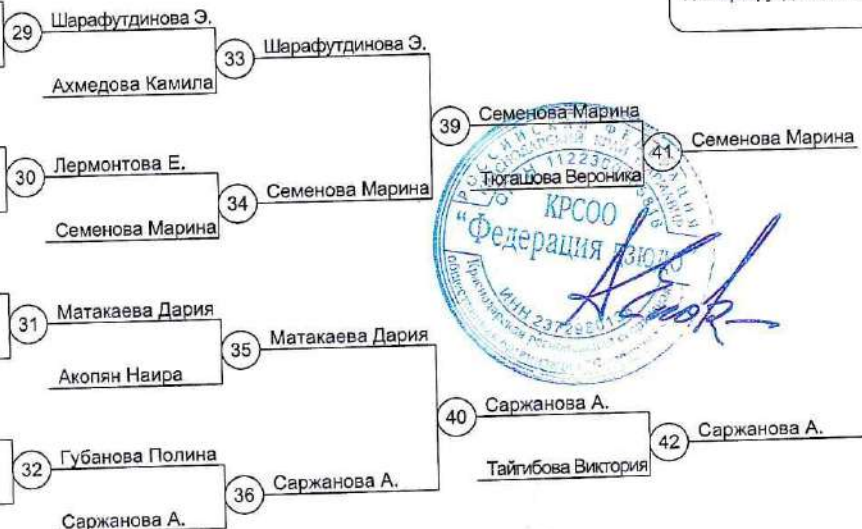 29 Шарафутдинова Э.
Ахмедова Камила
33 Шарафутдинова Э.
30 Лермонтова Е.
Семенова Марина
34 Семенова Марина
39 Семенова Марина
Тюгашова Вероника
41 Семенова Марина
31 Матакаева Дария
Акопян Наира
35 Матакаева Дария
32 Губанова Полина
Саржанова А.
36 Саржанова А.
40 Саржанова А.
Тайгибова Виктория
42 Саржанова А.
РОССИЙСКАЯ ФЕДЕРАЦИЯ
КРСОО
"Федерация дзюдо"